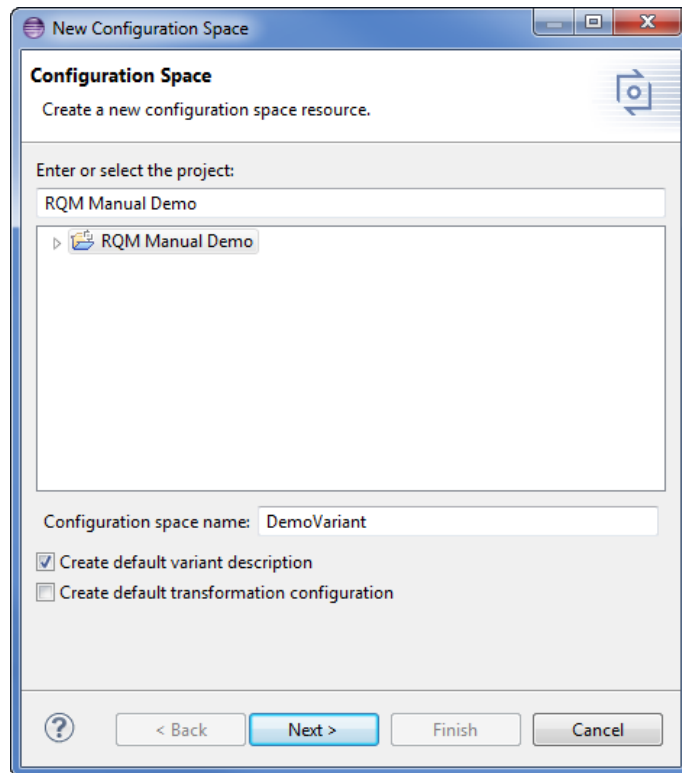 New Configuration Space
Configuration Space
Create a new configuration space resource.
Enter or select the project:
RQM Manual Demo
RQM Manual Demo
Configuration space name: DemoVariant
Create default variant description
Create default transformation configuration
? < Back Next > Finish Cancel